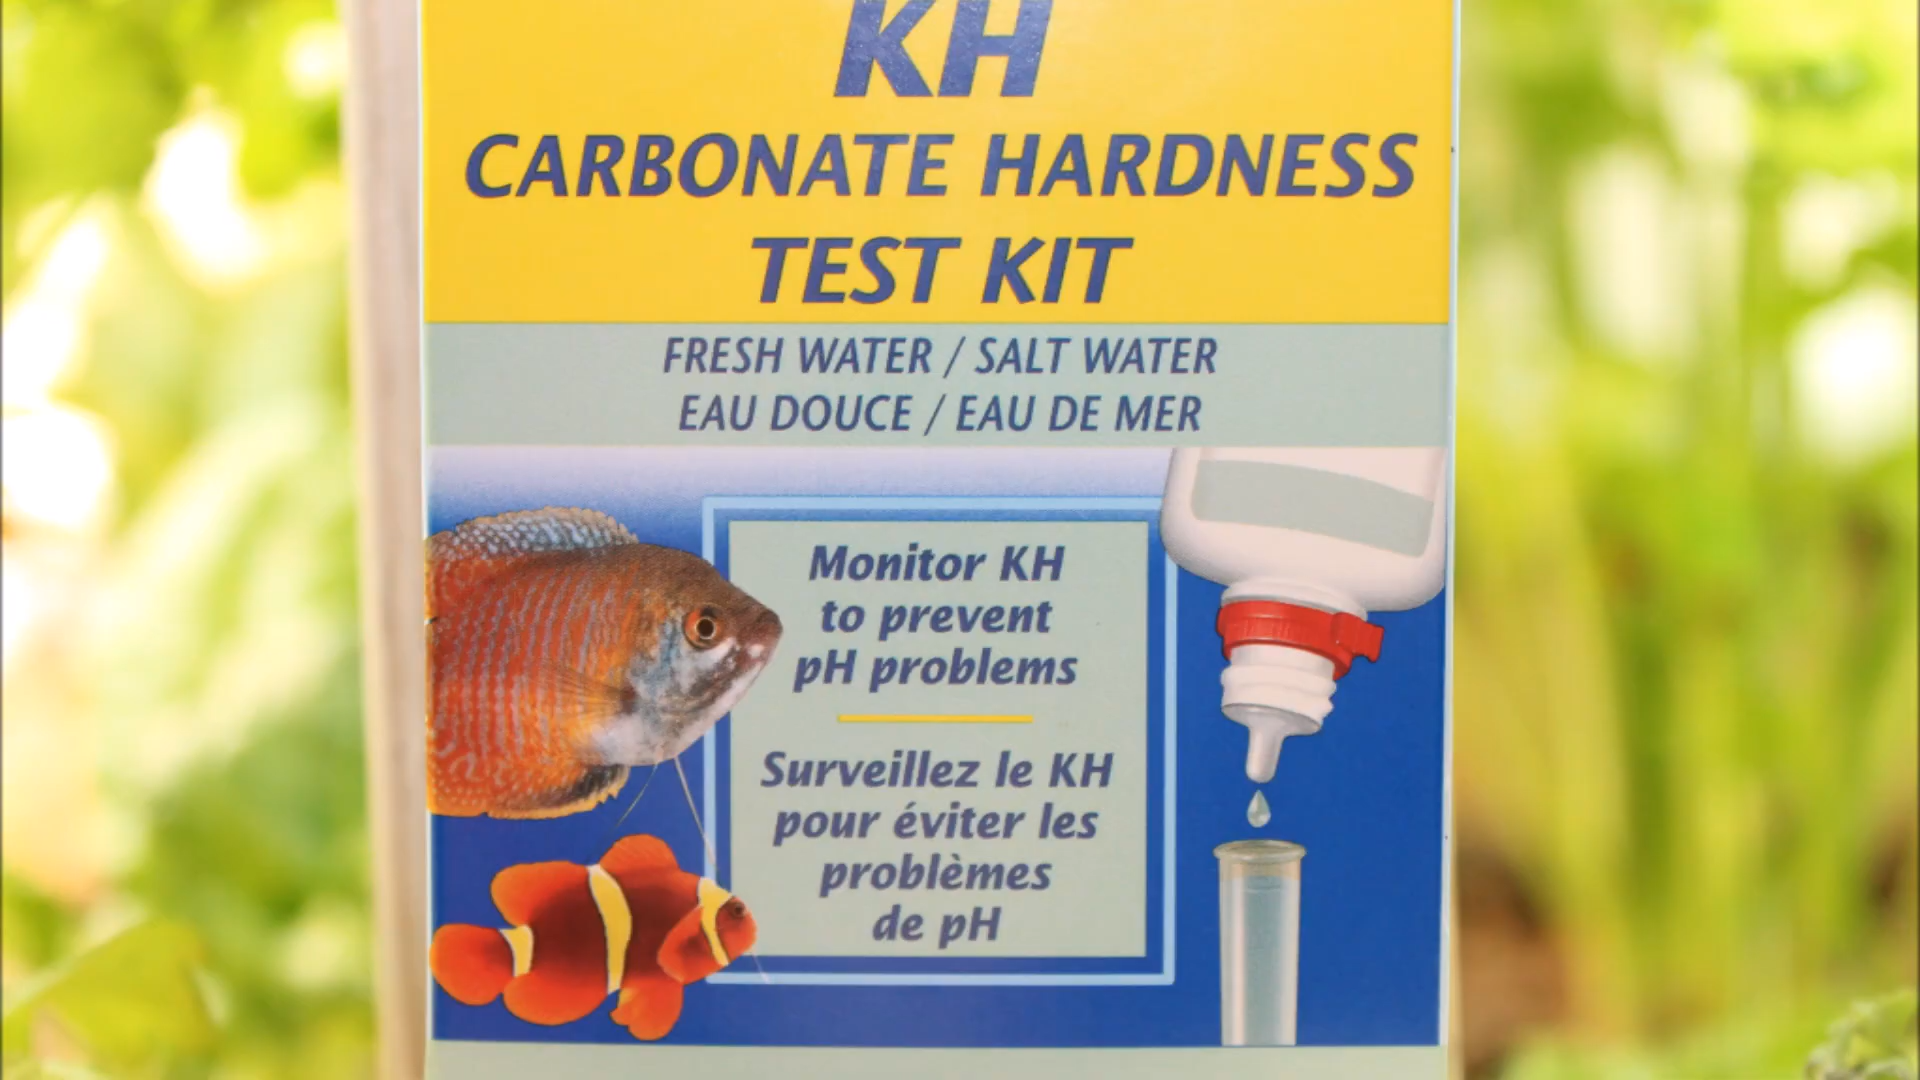 KH
CARBONATE HARDNESS
TEST KIT
FRESH WATER / SALT WATER
EAU DOUCE / EAU DE MER
Monitor KH
to prevent
pH problems
Surveillez le KH
pour éviter les
problèmes
de pH